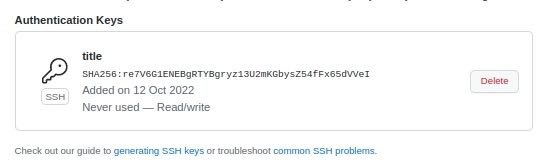 Authentication Keys
title
SHA256:re7V6G1ENEBgRTYBgryz13U2mKGbysZ54fFx65dVVeI
Added on 12 Oct 2022
SSH
Never used — Read/write
Delete
Check out our guide to generating SSH keys or troubleshoot common SSH problems.